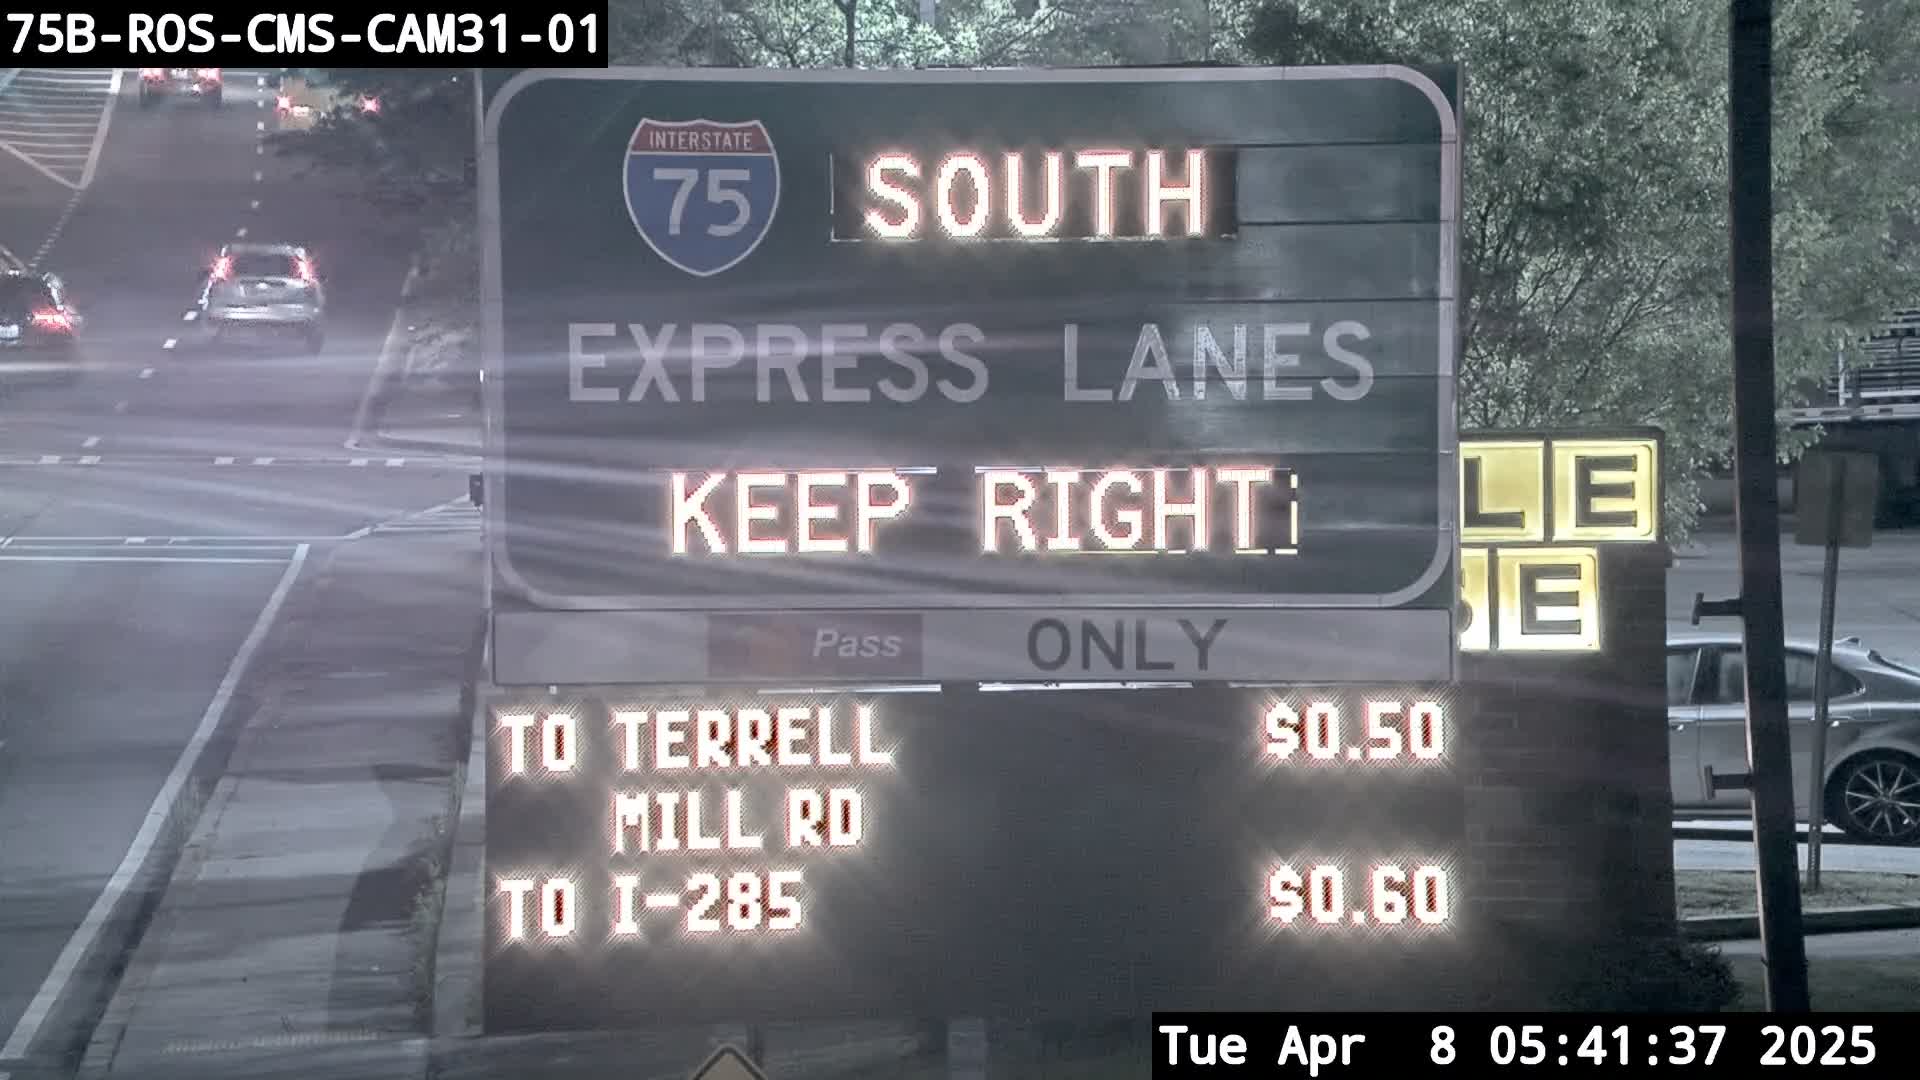 75B-ROS-CMS-CAM31-01
INTERSTATE
75
SOUTH
EXPRESS LANES
KEEP RIGHT
Pass ONLY
TO TERRELL $0.50
MILL RD
TO I-285 $0.60
LE
E
Tue Apr 8 05:41:37 2025